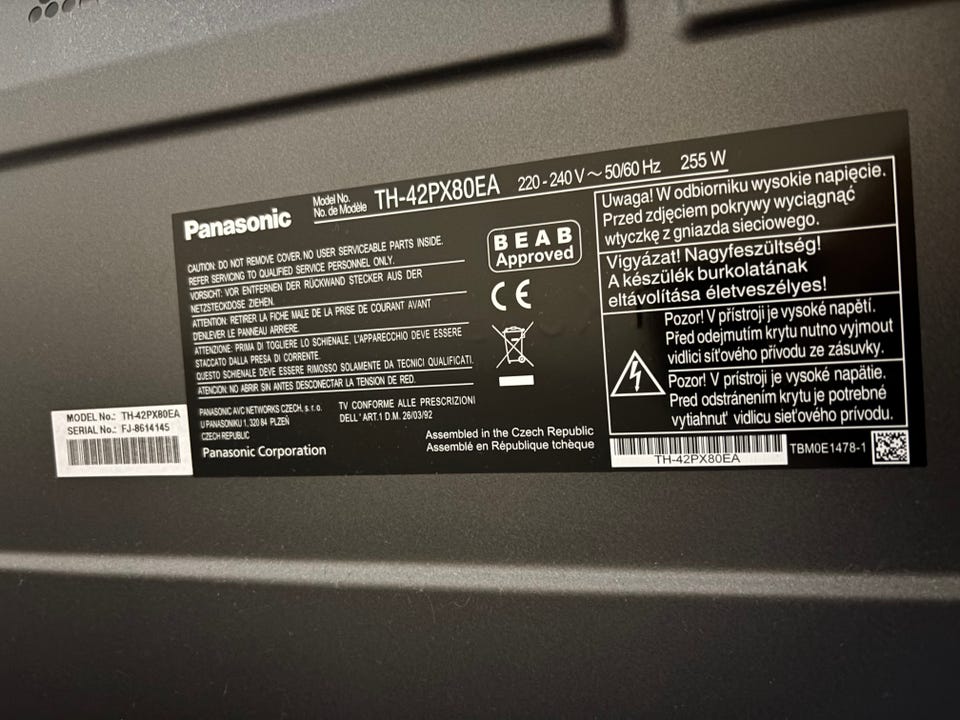 Panasonic
Model No.
No. de Modèle
TH-42PX80EA
220 - 240 V ~ 50/60 Hz
255 W
CAUTION: DO NOT REMOVE COVER. NO USER SERVICEABLE PARTS INSIDE.
REFER SERVICING TO QUALIFIED SERVICE PERSONNEL ONLY.
VORSICHT: VOR ENTFERNEN DER RÜCKWAND STECKER AUS DER
NETZSTECKDOSE ZIEHEN.
ATTENTION: RETIRER LA FICHE MALE DE LA PRISE DE COURANT AVANT
D'ENLEVER LE PANNEAU ARRIERE.
ATTENZIONE: PRIMA DI TOGLIERE LO SCHIENALE, L'APPARECCHIO DEVE ESSERE
STACCATO DALLA PRESA DI CORRENTE.
QUESTO SCHIENALE DEVE ESSERE RIMOSSO SOLAMENTE DA TECNICI QUALIFICATI.
ATENCION: NO ABRIR SIN ANTES DESCONECTAR LA TENSION DE RED.
PANASONIC AVC NETWORKS CZECH, s. r. o.
U PANASONIKU 1, 320 84 PLZEŇ
CZECH REPUBLIC
TV CONFORME ALLE PRESCRIZIONI
DELL' ART.1 D.M. 26/03/92
Panasonic Corporation
Assembled in the Czech Republic
Assemblé en République tchèque
BEAB
Approved
CE
Uwaga! W odbiorniku wysokie napięcie.
Przed zdjęciem pokrywy wyciągnąć
wtyczkę z gniazda sieciowego.
Vigyázat! Nagyfeszültség!
A készülék burkolatának
eltávolítása életveszélyes!
Pozor! V přístroji je vysoké napětí.
Před odejmutím krytu nutno vyjmout
vidlici síťového přívodu ze zásuvky.
Pozor! V prístroji je vysoké napätie.
Pred odstránením krytu je potrebné
vytiahnuť vidlicu sieťového prívodu.
TH-42PX80EA
TBM0E1478-1
MODEL No.: TH-42PX80EA
SERIAL No.: FJ-8614145